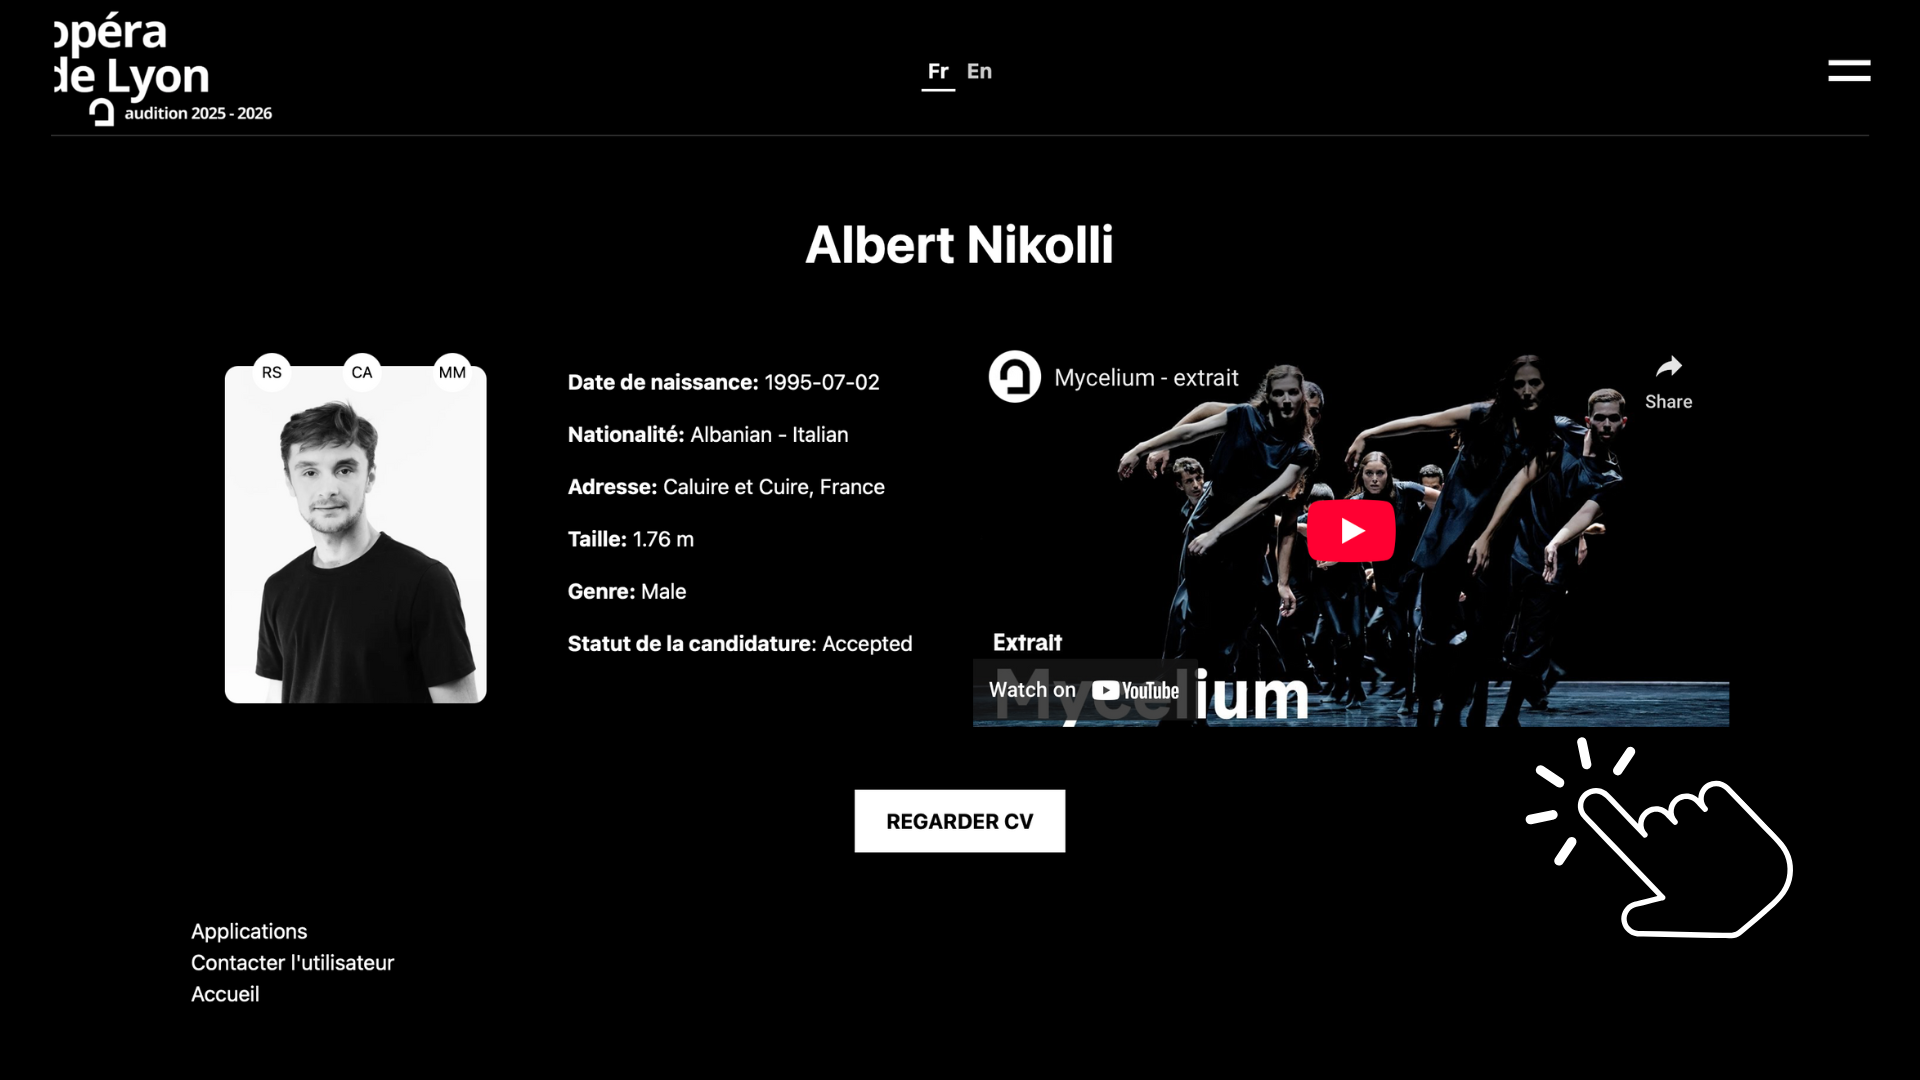 opéra
de Lyon
audition 2025 - 2026
Fr En
Albert Nikolli
RS CA MM
Date de naissance: 1995-07-02
Nationalité: Albanian - Italian
Adresse: Caluire et Cuire, France
Taille: 1.76 m
Genre: Male
Statut de la candidature: Accepted
Mycelium - extrait
Share
Extrait
Mycelium
Watch on YouTube
REGARDER CV
Applications
Contacter l'utilisateur
Accueil